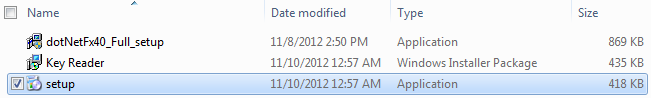 Name Date modified Type Size
dotNetFx40_Full_setup 11/8/2012 2:50 PM Application 869 KB
Key Reader 11/10/2012 12:57 AM Windows Installer Package 435 KB
setup 11/10/2012 12:57 AM Application 418 KB